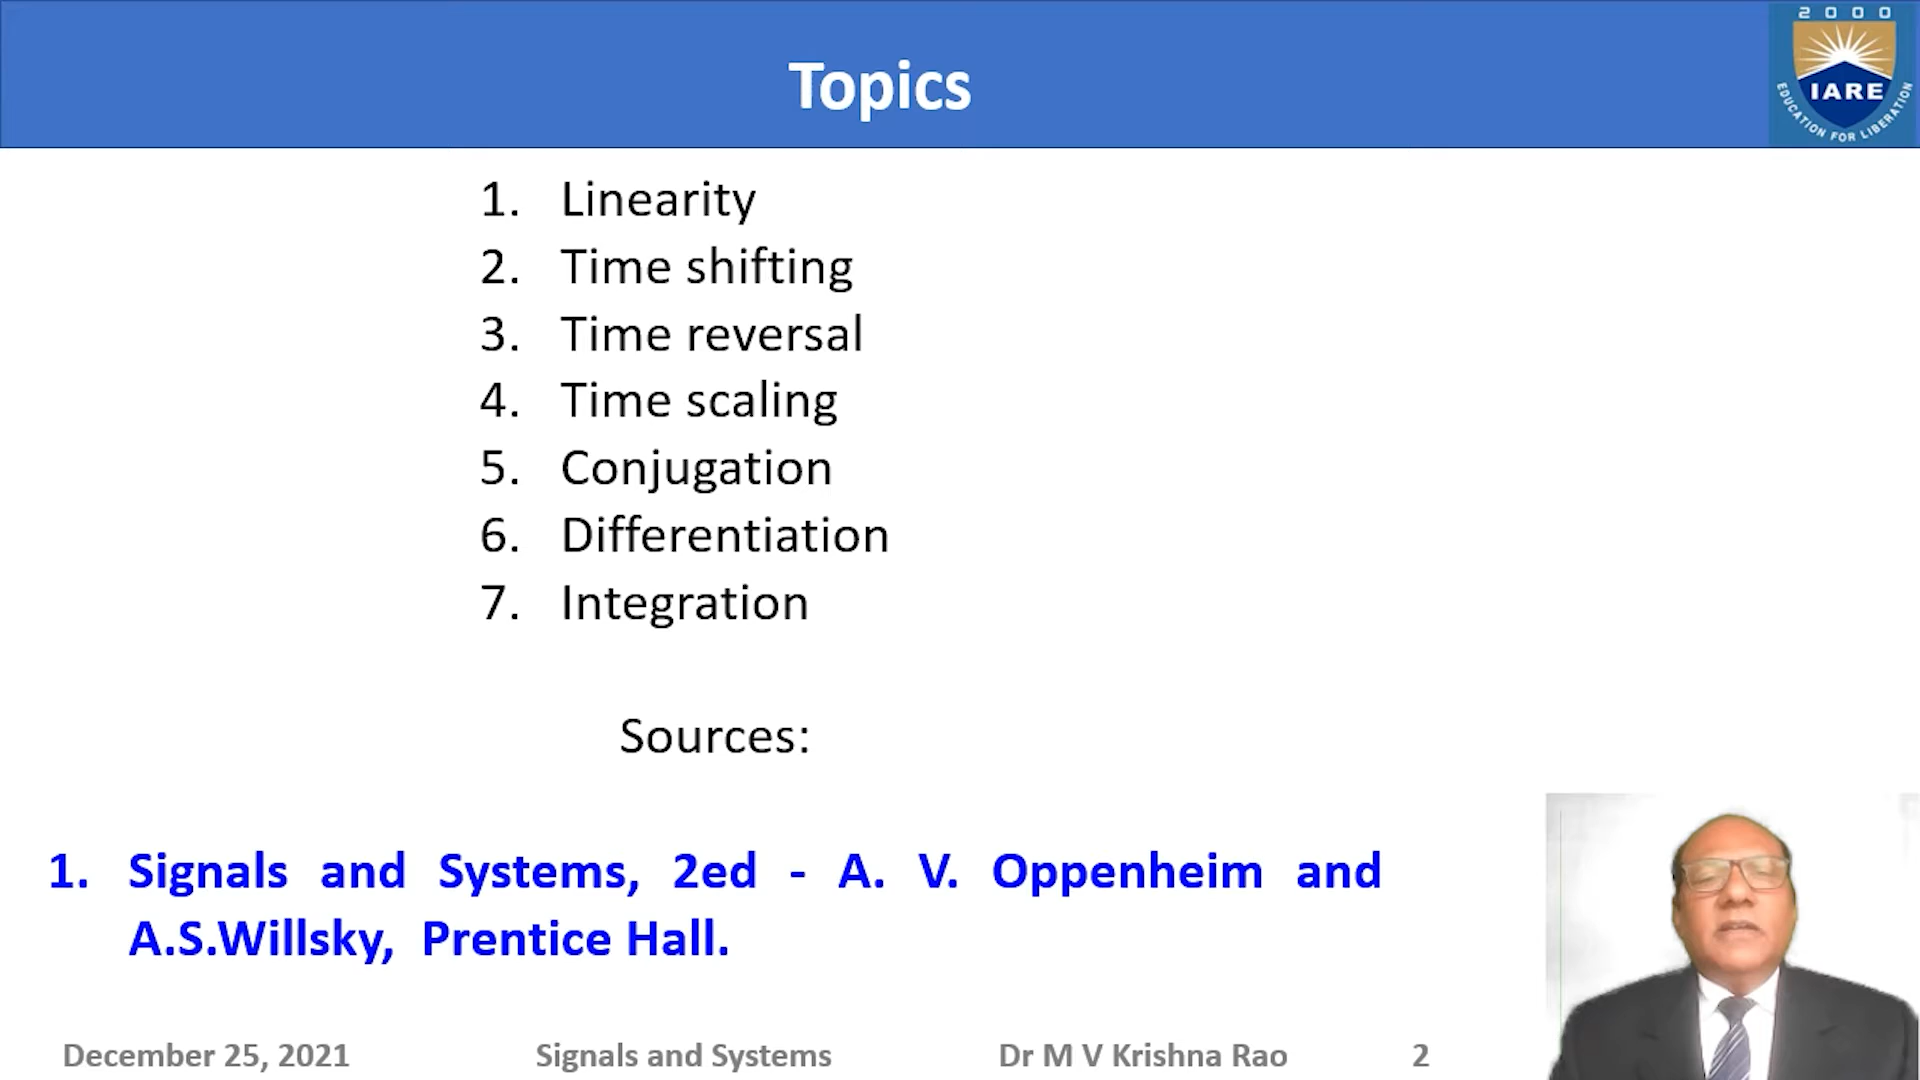 2000
Topics
IARE
EDUCATION FOR LIBERATION
1. Linearity
2. Time shifting
3. Time reversal
4. Time scaling
5. Conjugation
6. Differentiation
7. Integration
Sources:
1. Signals and Systems, 2ed - A. V. Oppenheim and
A.S.Willsky, Prentice Hall.
December 25, 2021 Signals and Systems Dr M V Krishna Rao 2